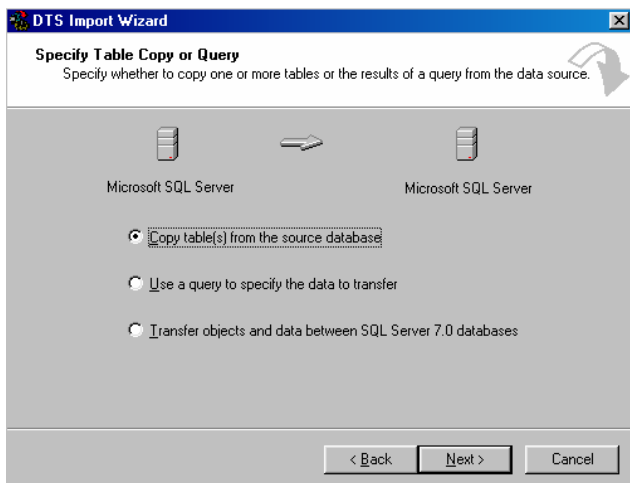 DTS Import Wizard
Specify Table Copy or Query
Specify whether to copy one or more tables or the results of a query from the data source.
Microsoft SQL Server
Microsoft SQL Server
Copy table(s) from the source database
Use a query to specify the data to transfer
Transfer objects and data between SQL Server 7.0 databases
< Back
Next >
Cancel